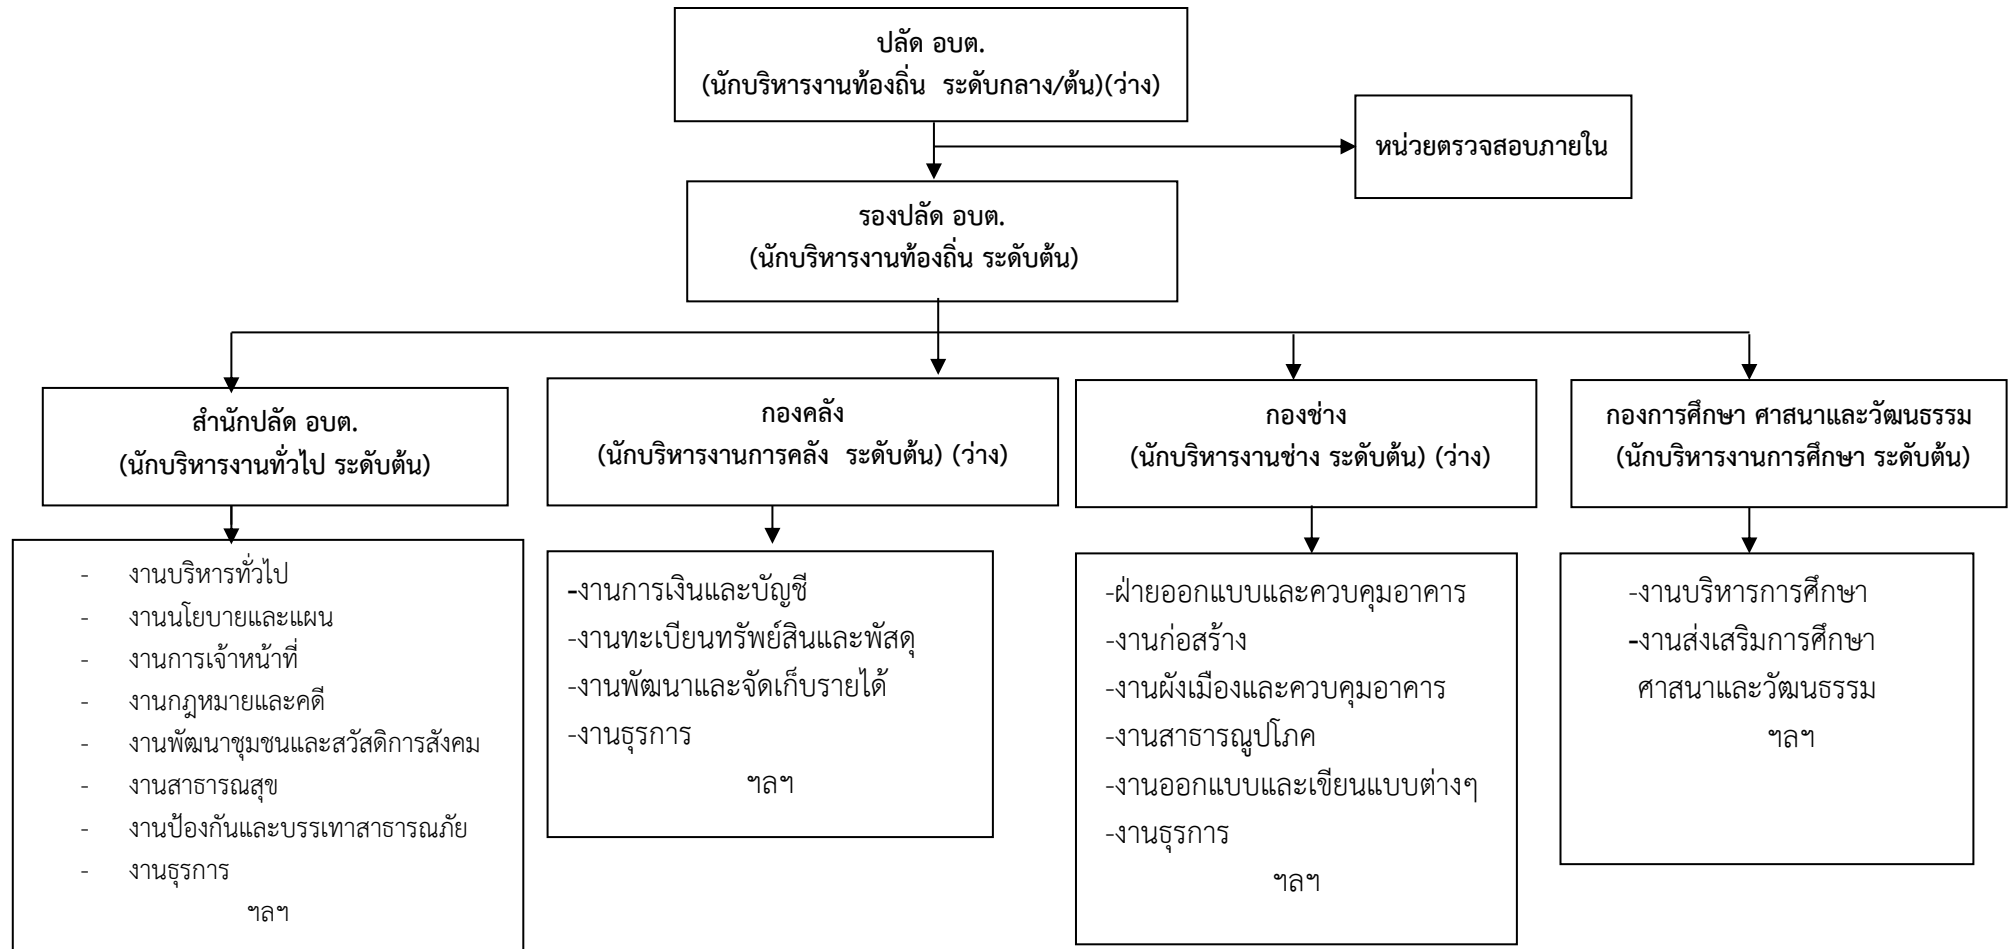 ปลัด อบต.
(นักบริหารงานท้องถิ่น ระดับกลาง/ต้น)(ว่าง)
หน่วยตรวจสอบภายใน
รองปลัด อบต.
(นักบริหารงานท้องถิ่น ระดับต้น)
สำนักปลัด อบต.
(นักบริหารงานทั่วไป ระดับต้น)
- งานบริหารทั่วไป
- งานนโยบายและแผน
- งานการเจ้าหน้าที่
- งานกฎหมายและคดี
- งานพัฒนาชุมชนและสวัสดิการสังคม
- งานสาธารณสุข
- งานป้องกันและบรรเทาสาธารณภัย
- งานธุรการ
ฯลฯ
กองคลัง
(นักบริหารงานการคลัง ระดับต้น) (ว่าง)
-งานการเงินและบัญชี
-งานทะเบียนทรัพย์สินและพัสดุ
-งานพัฒนาและจัดเก็บรายได้
-งานธุรการ
ฯลฯ
กองช่าง
(นักบริหารงานช่าง ระดับต้น) (ว่าง)
-ฝ่ายออกแบบและควบคุมอาคาร
-งานก่อสร้าง
-งานผังเมืองและควบคุมอาคาร
-งานสาธารณูปโภค
-งานออกแบบและเขียนแบบต่างๆ
-งานธุรการ
ฯลฯ
กองการศึกษา ศาสนาและวัฒนธรรม
(นักบริหารงานการศึกษา ระดับต้น)
-งานบริหารการศึกษา
-งานส่งเสริมการศึกษา
ศาสนาและวัฒนธรรม
ฯลฯ